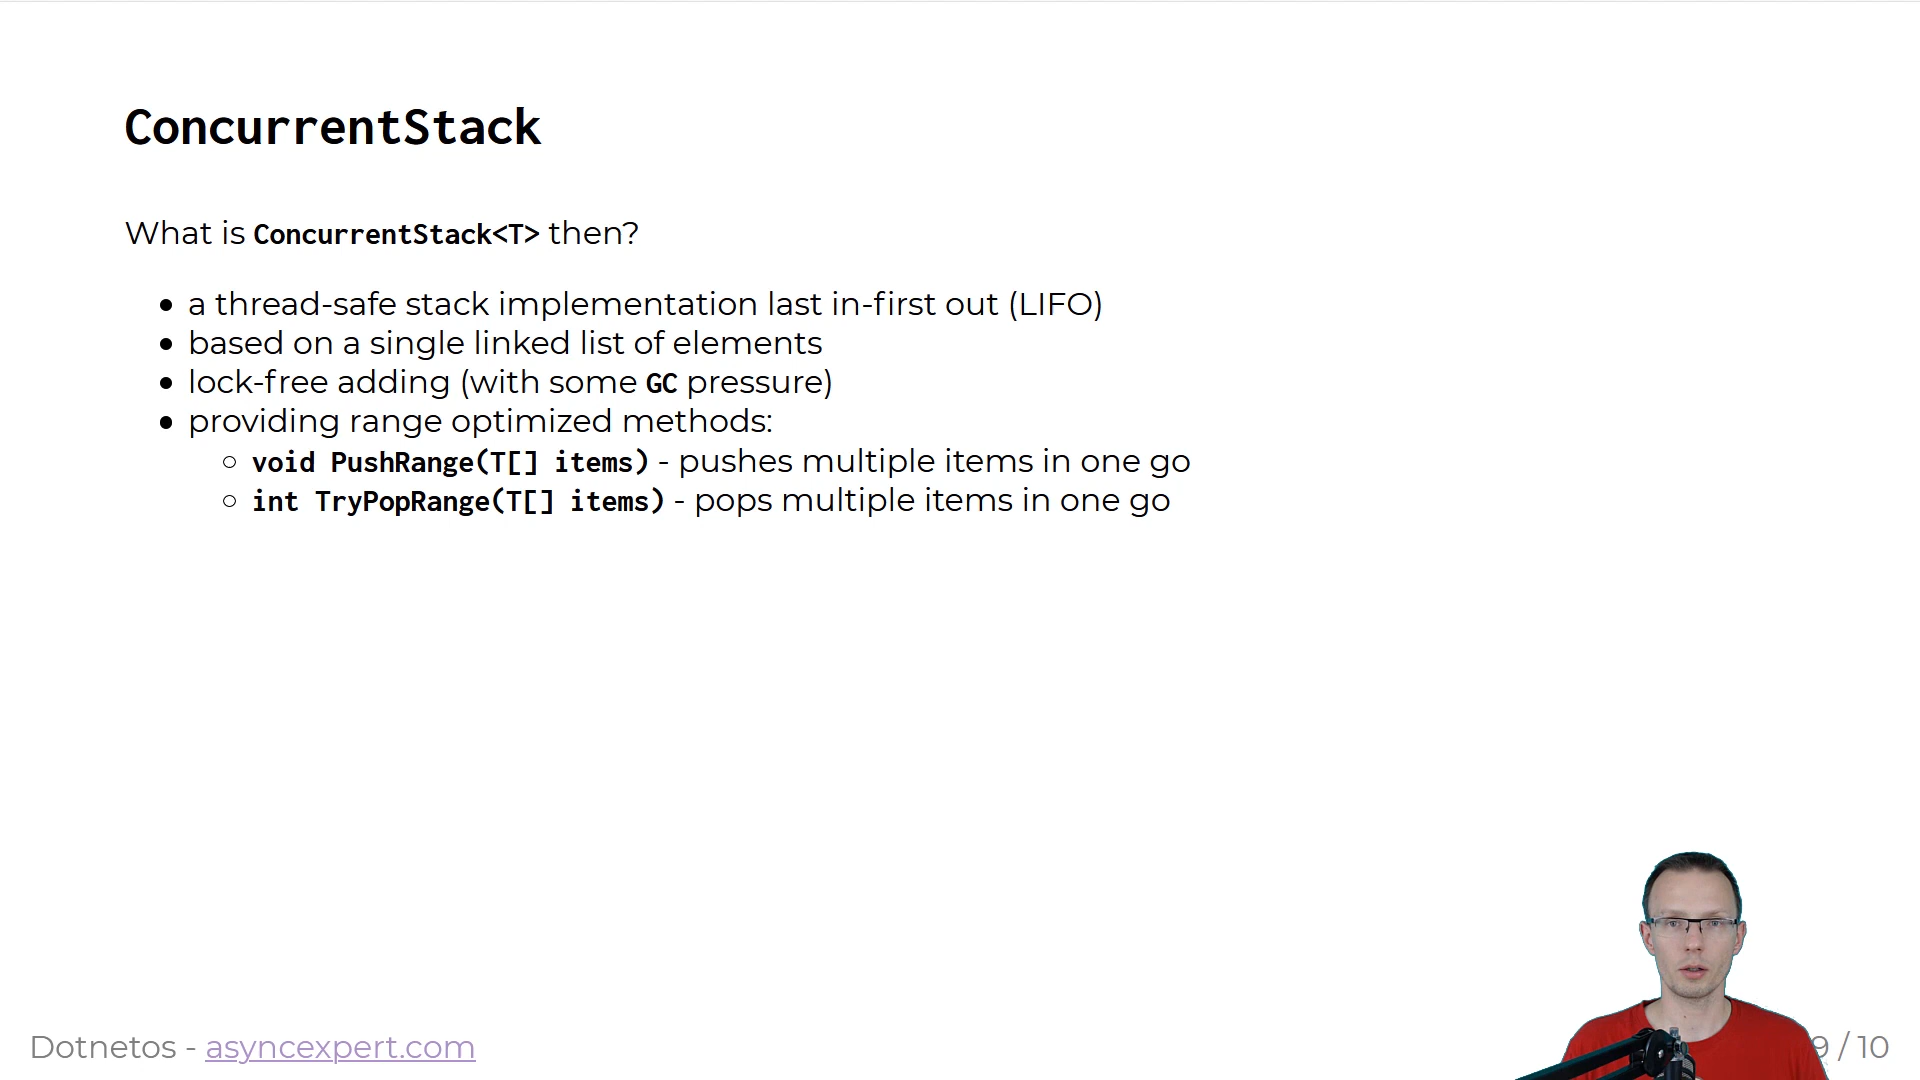 ConcurrentStack
What is ConcurrentStack<T> then?
• a thread-safe stack implementation last in-first out (LIFO)
• based on a single linked list of elements
• lock-free adding (with some GC pressure)
• providing range optimized methods:
○ void PushRange(T[] items) - pushes multiple items in one go
○ int TryPopRange(T[] items) - pops multiple items in one go
Dotnetos - asyncexpert.com
9 / 10